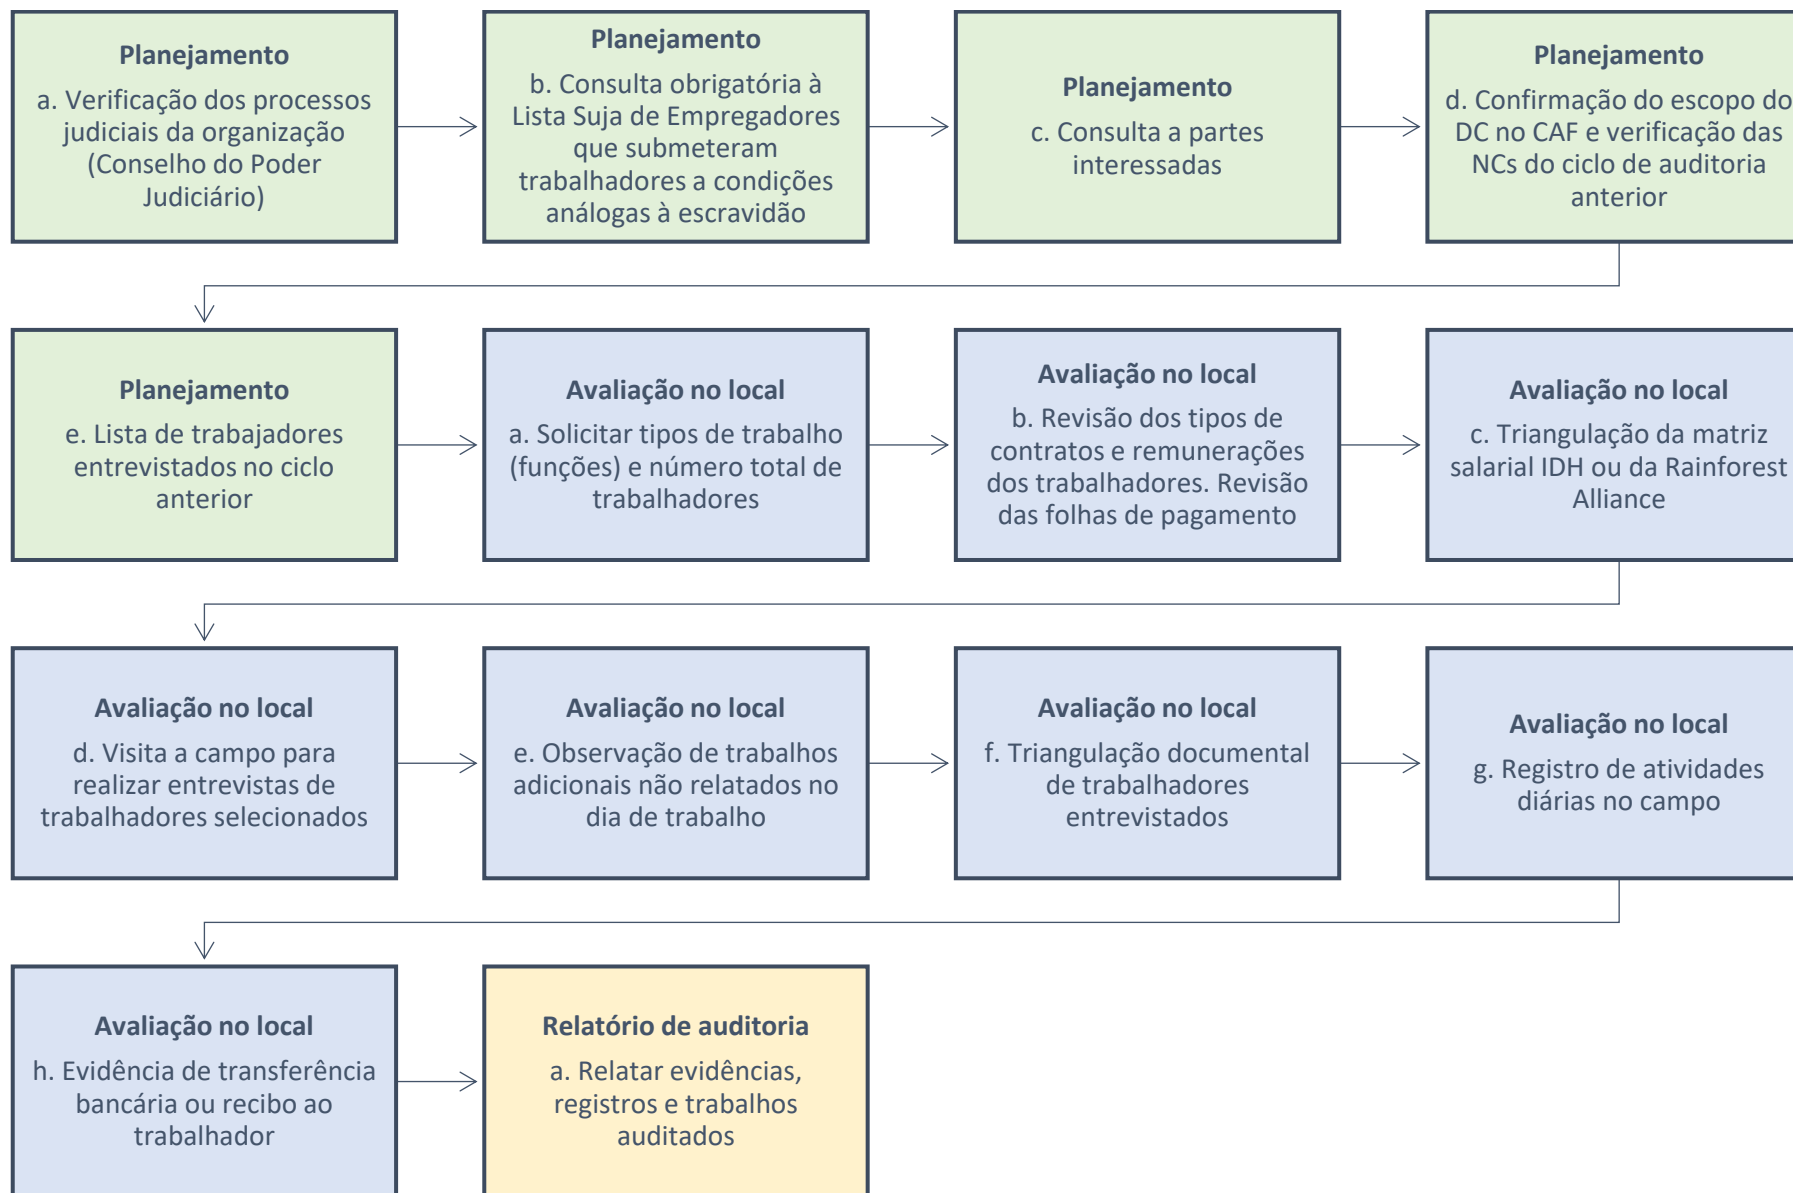 Planejamento
a. Verificação dos processos
judiciais da organização
(Conselho do Poder
Judiciário)
Planejamento
b. Consulta obrigatória à
Lista Suja de Empregadores
que submeteram
trabalhadores a condições
análogas à escravidão
Planejamento
c. Consulta a partes
interessadas
Planejamento
d. Confirmação do escopo do
DC no CAF e verificação das
NCs do ciclo de auditoria
anterior
Planejamento
e. Lista de trabajadores
entrevistados no ciclo
anterior
Avaliação no local
a. Solicitar tipos de trabalho
(funções) e número total de
trabalhadores
Avaliação no local
b. Revisão dos tipos de
contratos e remunerações
dos trabalhadores. Revisão
das folhas de pagamento
Avaliação no local
c. Triangulação da matriz
salarial IDH ou da Rainforest
Alliance
Avaliação no local
d. Visita a campo para
realizar entrevistas de
trabalhadores selecionados
Avaliação no local
e. Observação de trabalhos
adicionais não relatados no
dia de trabalho
Avaliação no local
f. Triangulação documental
de trabalhadores
entrevistados
Avaliação no local
g. Registro de atividades
diárias no campo
Avaliação no local
h. Evidência de transferência
bancária ou recibo ao
trabalhador
Relatório de auditoria
a. Relatar evidências,
registros e trabalhos
auditados